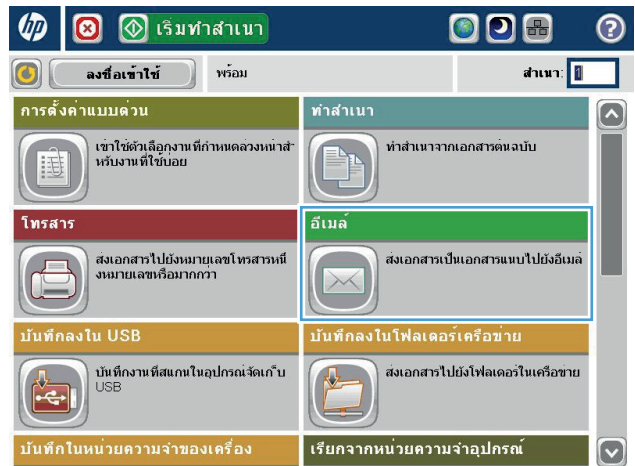 hp เริ่มทำสำเนา ?
ลงชื่อเข้าใช้ พร้อม สำเนา: 1
การตั้งค่าแบบด่วน ทำสำเนา
เข้าใช้ตัวเลือกงานที่กำหนดล่วงหน้าสำ
หรับงานที่ใช้บ่อย
ทำสำเนาจากเอกสารต้นฉบับ
โทรสาร อีเมล์
ส่งเอกสารไปยังหมายเลขโทรสารหนึ่
งหมายเลขหรือมากกว่า
ส่งเอกสารเป็นเอกสารแนบไปยังอีเมล์
บันทึกลงใน USB บันทึกลงในโฟลเดอร์เครือข่าย
บันทึกงานที่สแกนในอุปกรณ์จัดเก็บ
USB
ส่งเอกสารไปยังโฟลเดอร์ในเครือข่าย
บันทึกในหน่วยความจำของเครื่อง เรียกจากหน่วยความจำอุปกรณ์